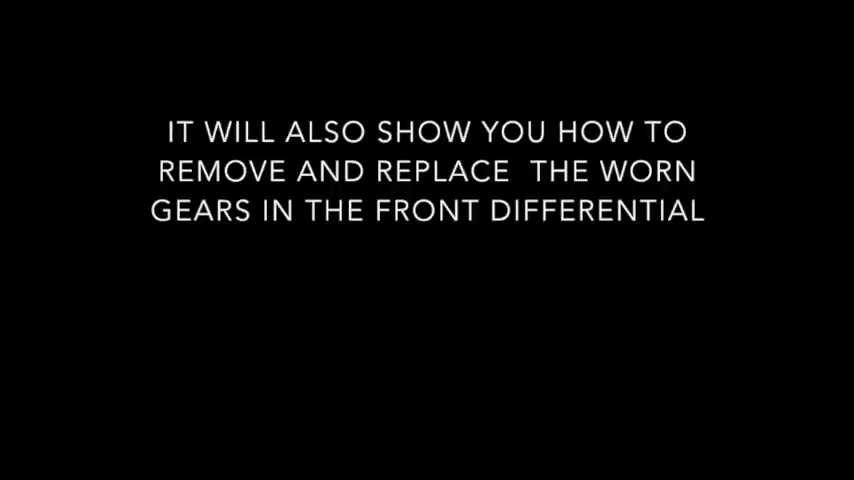 IT WILL ALSO SHOW YOU HOW TO
REMOVE AND REPLACE  THE WORN
GEARS IN THE FRONT DIFFERENTIAL